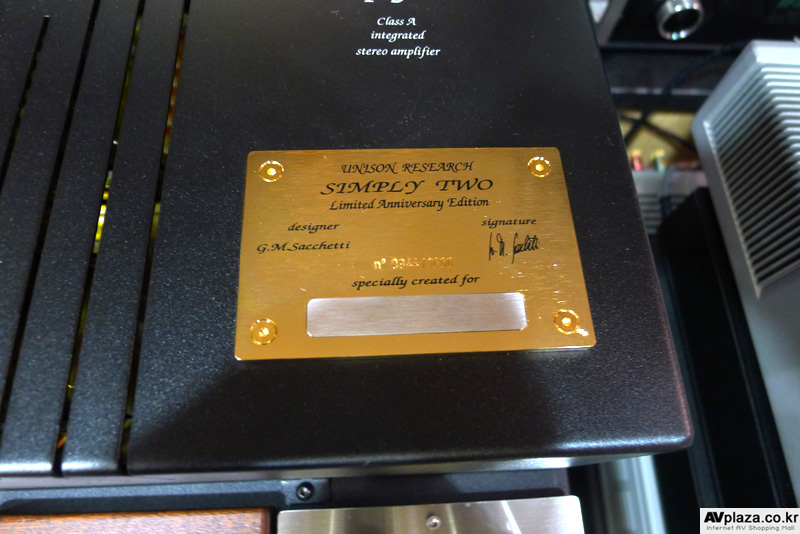 Class A
integrated
stereo amplifier
UNISON RESEARCH
SIMPLY TWO
Limited Anniversary Edition
designer signature
G.M.Sacchetti
n°
specially created for
AVplaza.co.kr
Internet AV Shopping Mall